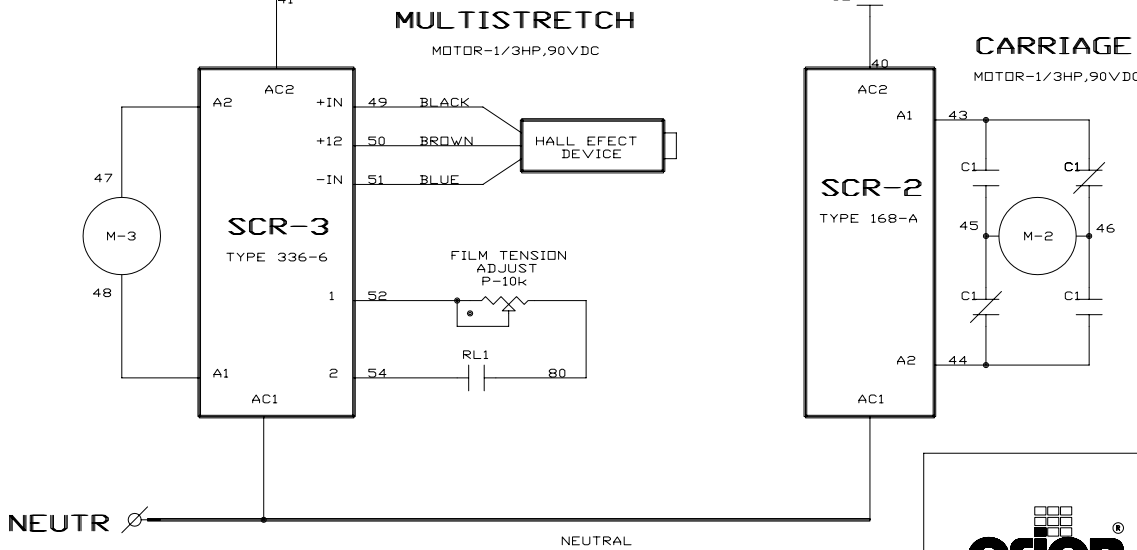 41
MULTISTRETCH
MOTOR-1/3HP,90VDC
CARRIAGE
MOTOR-1/3HP,90VDC
40
AC2
A2
+IN
49
BLACK
+12
50
BROWN
HALL EFECT
DEVICE
-IN
51
BLUE
47
M-3
48
SCR-3
TYPE 336-6
FILM TENSION
ADJUST
P-10k
1
52
RL1
A1
2
54
80
AC1
AC2
A1
43
C1
C1
SCR-2
TYPE 168-A
45
M-2
46
C1
C1
A2
44
AC1
NEUTR
NEUTRAL
orion
®